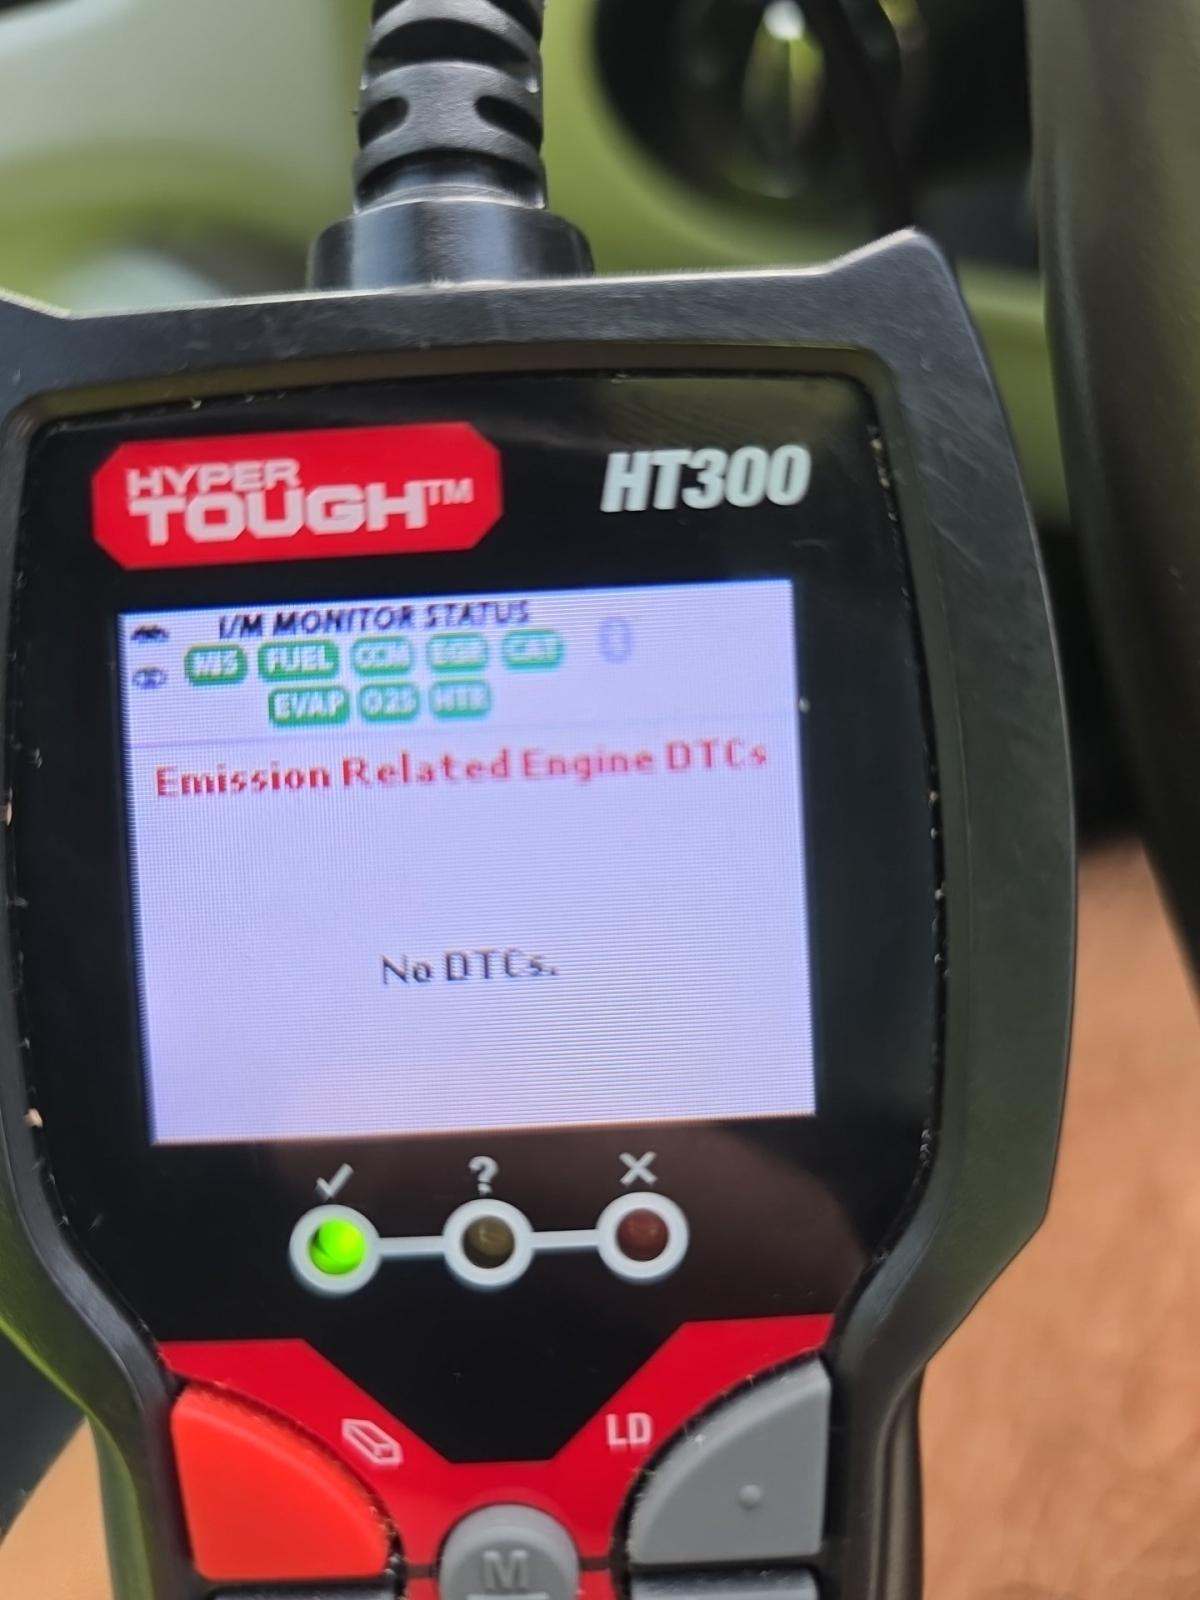 HYPER
TOUGH™
HT300
I/M MONITOR STATUS
MIS FUEL CCM EGR CAT 0
EVAP O2S HTR
Emission Related Engine DTCs
No DTCs.
✓ ? X
LD
M